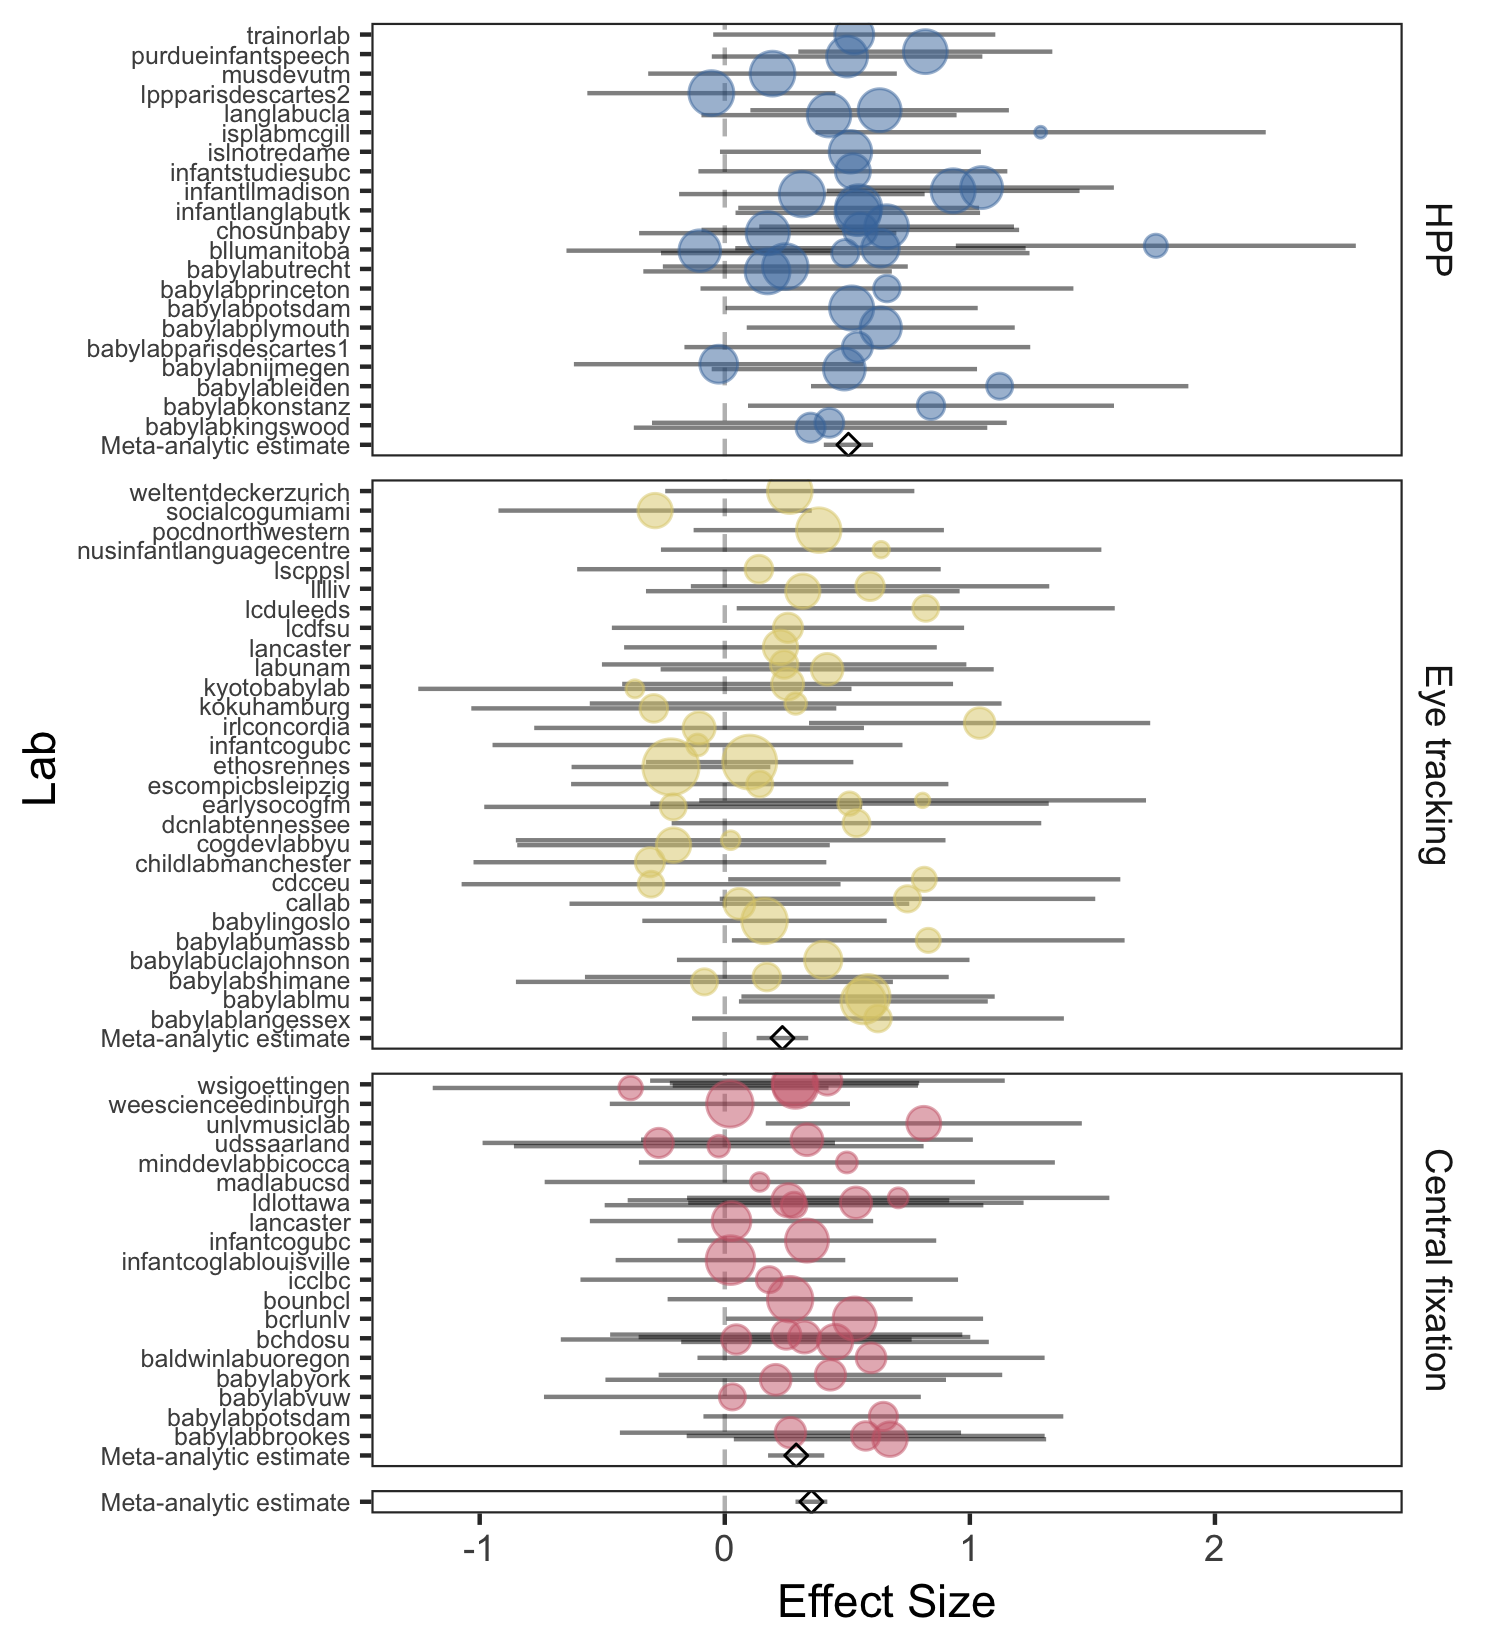 trainorlab
purdueinfantspeech
musdevutm
lppparisdescartes2
langlabucla
isplabmcgill
islnotredame
infantstudiesubc
infantllmadison
infantlanglabutk
chosunbaby
bllumanitoba
babylabutrecht
babylabprinceton
babylabpotsdam
babylabplymouth
babylabparisdescartes1
babylabnijmegen
babylableiden
babylabkonstanz
babylabkingswood
Meta-analytic estimate
HPP
weltentdeckerzurich
socialcogumiami
pocdnorthwestern
nusinfantlanguagecentre
lscppsl
lllliv
lcduleeds
lcdfsu
lancaster
labunam
kyotobabylab
kokuhamburg
irlconcordia
infantcogubc
ethosrennes
escompicbsleipzig
earlysocogfm
dcnlabtennessee
cogdevlabbyu
childlabmanchester
cdcceu
callab
babylingoslo
babylabumassb
babylabuclajohnson
babylabshimane
babylablmu
babylablangessex
Meta-analytic estimate
Eye tracking
wsigoettingen
weescienceedinburgh
unlvmusiclab
udssaarland
minddevlabbicocca
madlabucsd
ldlottawa
lancaster
infantcogubc
infantcoglablouisville
icclbc
bounbcl
bcrlunlv
bchdosu
baldwinlabuoregon
babylabyork
babylabvuw
babylabpotsdam
babylabbrookes
Meta-analytic estimate
Central fixation
Meta-analytic estimate
Lab
-1 0 1 2
Effect Size